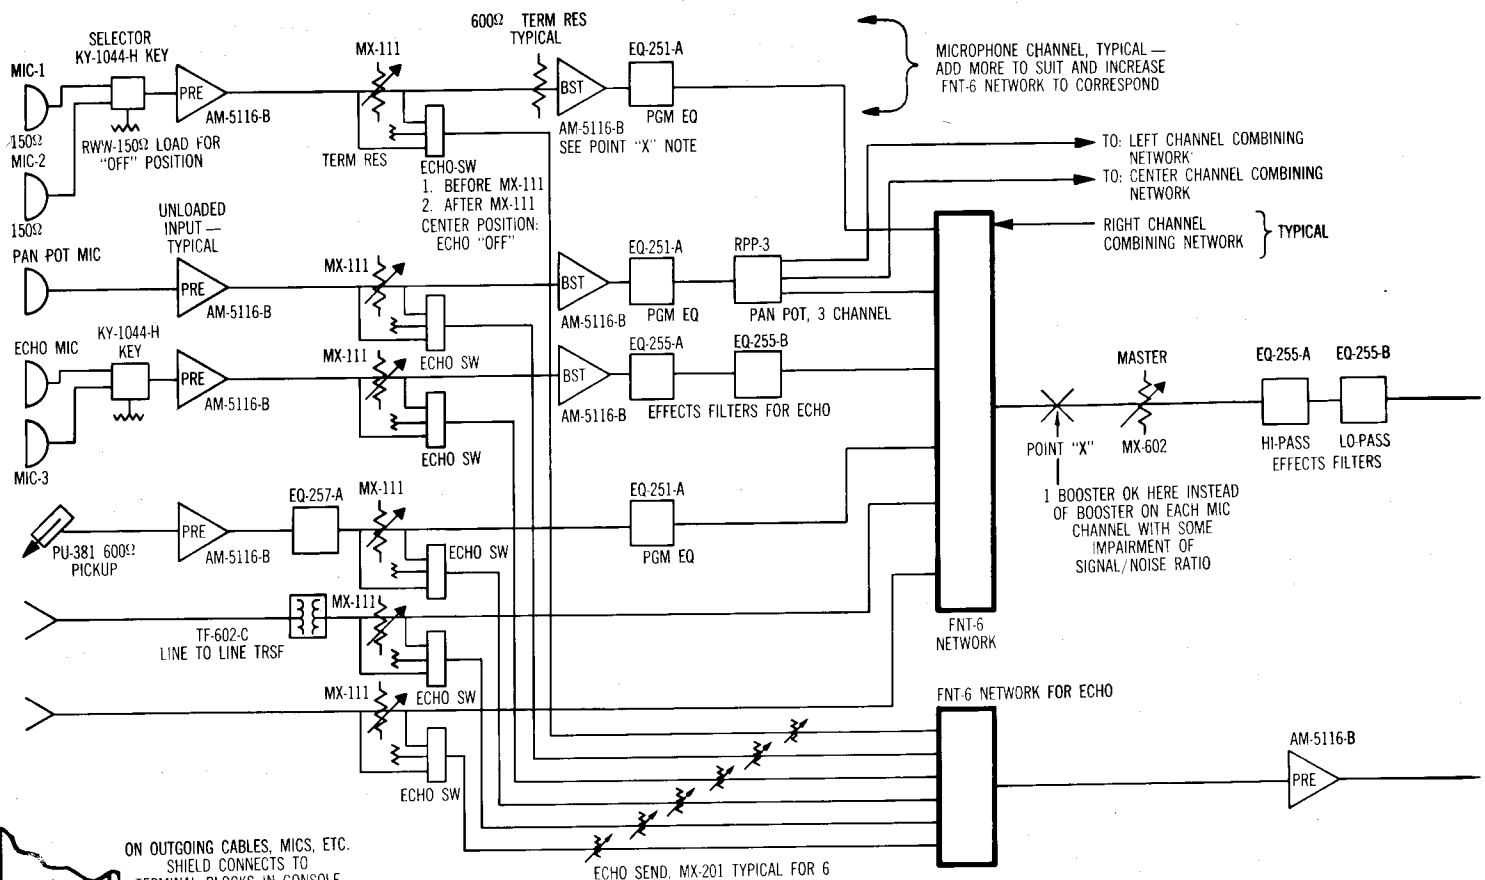 600Ω TERM RES
TYPICAL
SELECTOR
KY-1044-H KEY
MX-111
EQ-251-A
MICROPHONE CHANNEL, TYPICAL —
ADD MORE TO SUIT AND INCREASE
FNT-6 NETWORK TO CORRESPOND
MIC-1
PRE
BST
150Ω
AM-5116-B
PGM EQ
MIC-2
RWW-150Ω LOAD FOR
"OFF" POSITION
TERM RES
AM-5116-B
SEE POINT "X" NOTE
ECHO-SW
1. BEFORE MX-111
2. AFTER MX-111
CENTER POSITION:
ECHO "OFF"
TO: LEFT CHANNEL COMBINING
NETWORK
TO: CENTER CHANNEL COMBINING
NETWORK
150Ω
UNLOADED
INPUT —
TYPICAL
RIGHT CHANNEL
COMBINING NETWORK
TYPICAL
PAN POT MIC
MX-111
EQ-251-A
RPP-3
PRE
BST
AM-5116-B
AM-5116-B
PGM EQ
PAN POT, 3 CHANNEL
ECHO SW
ECHO MIC
KY-1044-H
KEY
MX-111
EQ-255-A
EQ-255-B
PRE
BST
AM-5116-B
AM-5116-B
EFFECTS FILTERS FOR ECHO
ECHO SW
MIC-3
MASTER
EQ-255-A
EQ-255-B
POINT "X"
MX-602
HI-PASS
LO-PASS
EFFECTS FILTERS
1 BOOSTER OK HERE INSTEAD
OF BOOSTER ON EACH MIC
CHANNEL WITH SOME
IMPAIRMENT OF
SIGNAL/NOISE RATIO
EQ-257-A
MX-111
EQ-251-A
PRE
PU-381 600Ω
PICKUP
AM-5116-B
ECHO SW
PGM EQ
MX-111
TF-602-C
LINE TO LINE TRSF
ECHO SW
FNT-6
NETWORK
MX-111
ECHO SW
FNT-6 NETWORK FOR ECHO
AM-5116-B
PRE
ECHO SEND, MX-201 TYPICAL FOR 6
ON OUTGOING CABLES, MICS, ETC.
SHIELD CONNECTS TO
TERMINAL BLOCKS IN CONSOLE